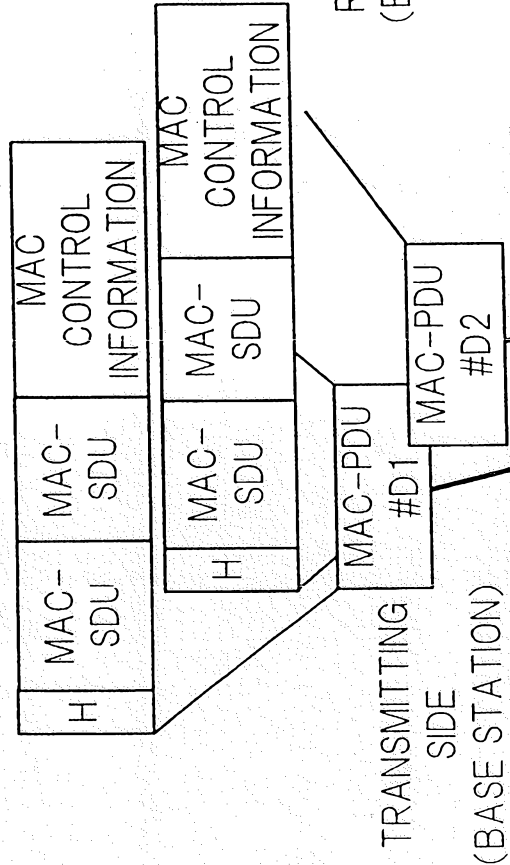 H
MAC-
SDU
MAC-
SDU
MAC
CONTROL
INFORMATION
H
MAC-
SDU
MAC-
SDU
MAC
CONTROL
INFORMATION
MAC-PDU
#D1
MAC-PDU
#D2
TRANSMITTING
SIDE
(BASE STATION)